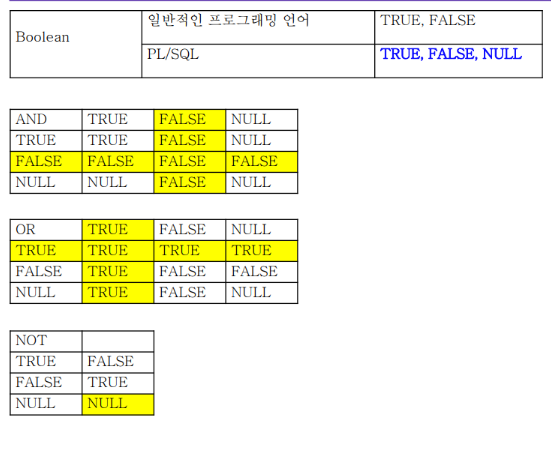 Boolean 일반적인 프로그래밍 언어 TRUE, FALSE
PL/SQL TRUE, FALSE, NULL
AND TRUE FALSE NULL
TRUE TRUE FALSE NULL
FALSE FALSE FALSE FALSE
NULL NULL FALSE NULL
OR TRUE FALSE NULL
TRUE TRUE TRUE TRUE
FALSE TRUE FALSE FALSE
NULL TRUE FALSE NULL
NOT
TRUE FALSE
FALSE TRUE
NULL NULL